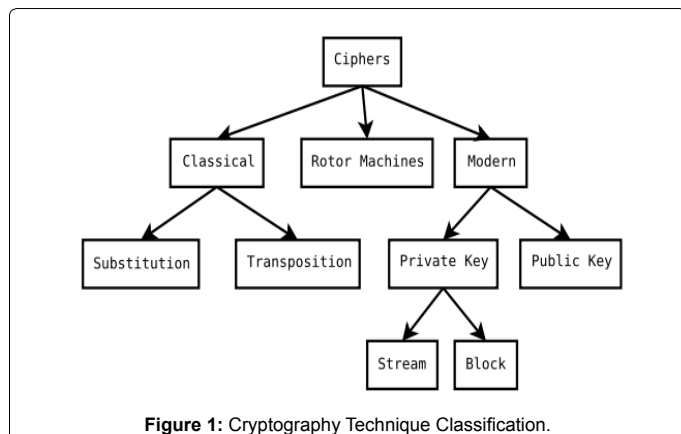 Ciphers
Classical Rotor Machines Modern
Substitution Transposition Private Key Public Key
Stream Block
Figure 1: Cryptography Technique Classification.